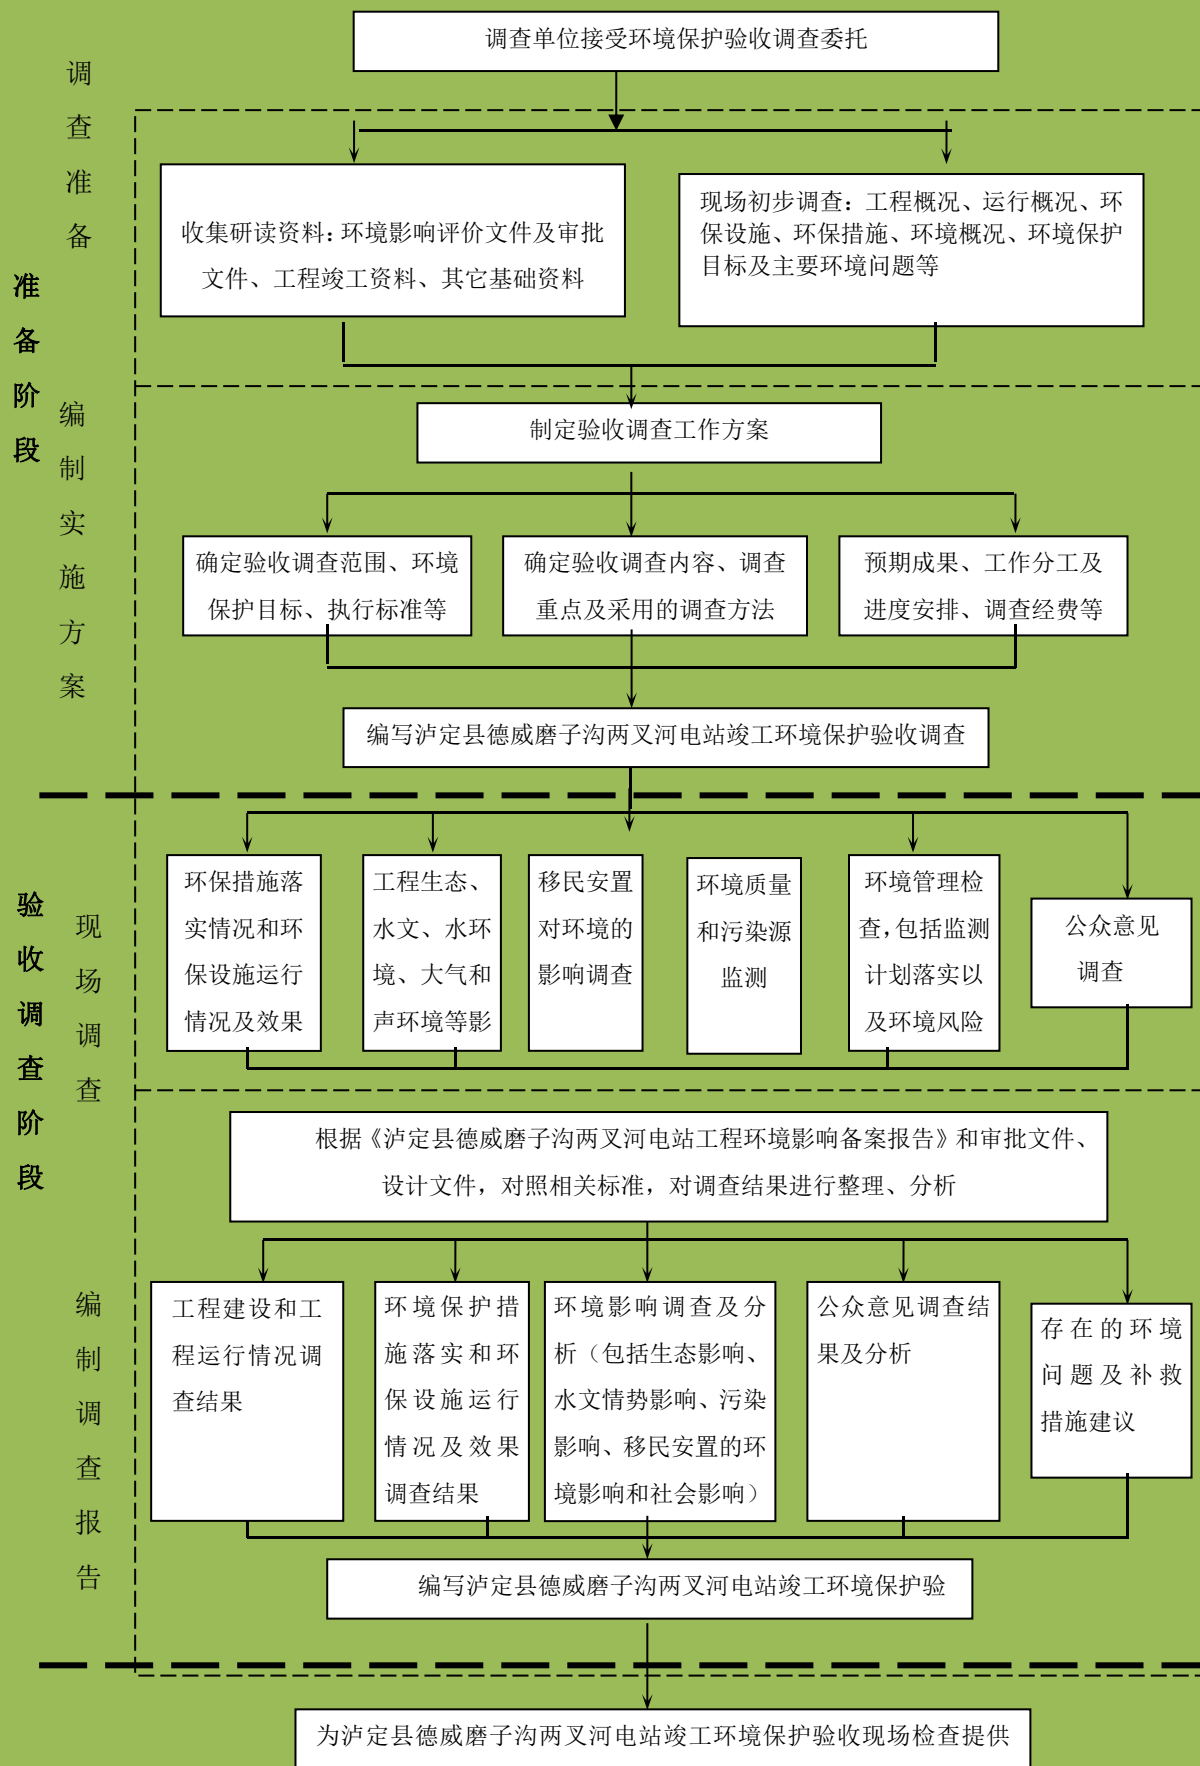 调查单位接受环境保护验收调查委托
调查准备
收集研读资料：环境影响评价文件及审批
文件、工程竣工资料、其它基础资料
现场初步调查：工程概况、运行概况、环
保设施、环保措施、环境概况、环境保护
目标及主要环境问题等
准备阶段
编制实施方案
制定验收调查工作方案
确定验收调查范围、环境
保护目标、执行标准等
确定验收调查内容、调查
重点及采用的调查方法
预期成果、工作分工及
进度安排、调查经费等
编写泸定县德威磨子沟两叉河电站竣工环境保护验收调查
验收调查阶段
现场调查
环保措施落
实情况和环
保设施运行
情况及效果
工程生态、
水文、水环
境、大气和
声环境等影
移民安置
对环境的
影响调查
环境质量
和污染源
监测
环境管理检
查，包括监测
计划落实以
及环境风险
公众意见
调查
根据《泸定县德威磨子沟两叉河电站工程环境影响备案报告》和审批文件、
设计文件，对照相关标准，对调查结果进行整理、分析
编制调查报告
工程建设和工
程运行情况调
查结果
环境保护措
施落实和环
保设施运行
情况及效果
调查结果
环境影响调查及分
析（包括生态影响、
水文情势影响、污染
影响、移民安置的环
境影响和社会影响）
公众意见调查结
果及分析
存在的环境
问题及补救
措施建议
编写泸定县德威磨子沟两叉河电站竣工环境保护验
为泸定县德威磨子沟两叉河电站竣工环境保护验收现场检查提供